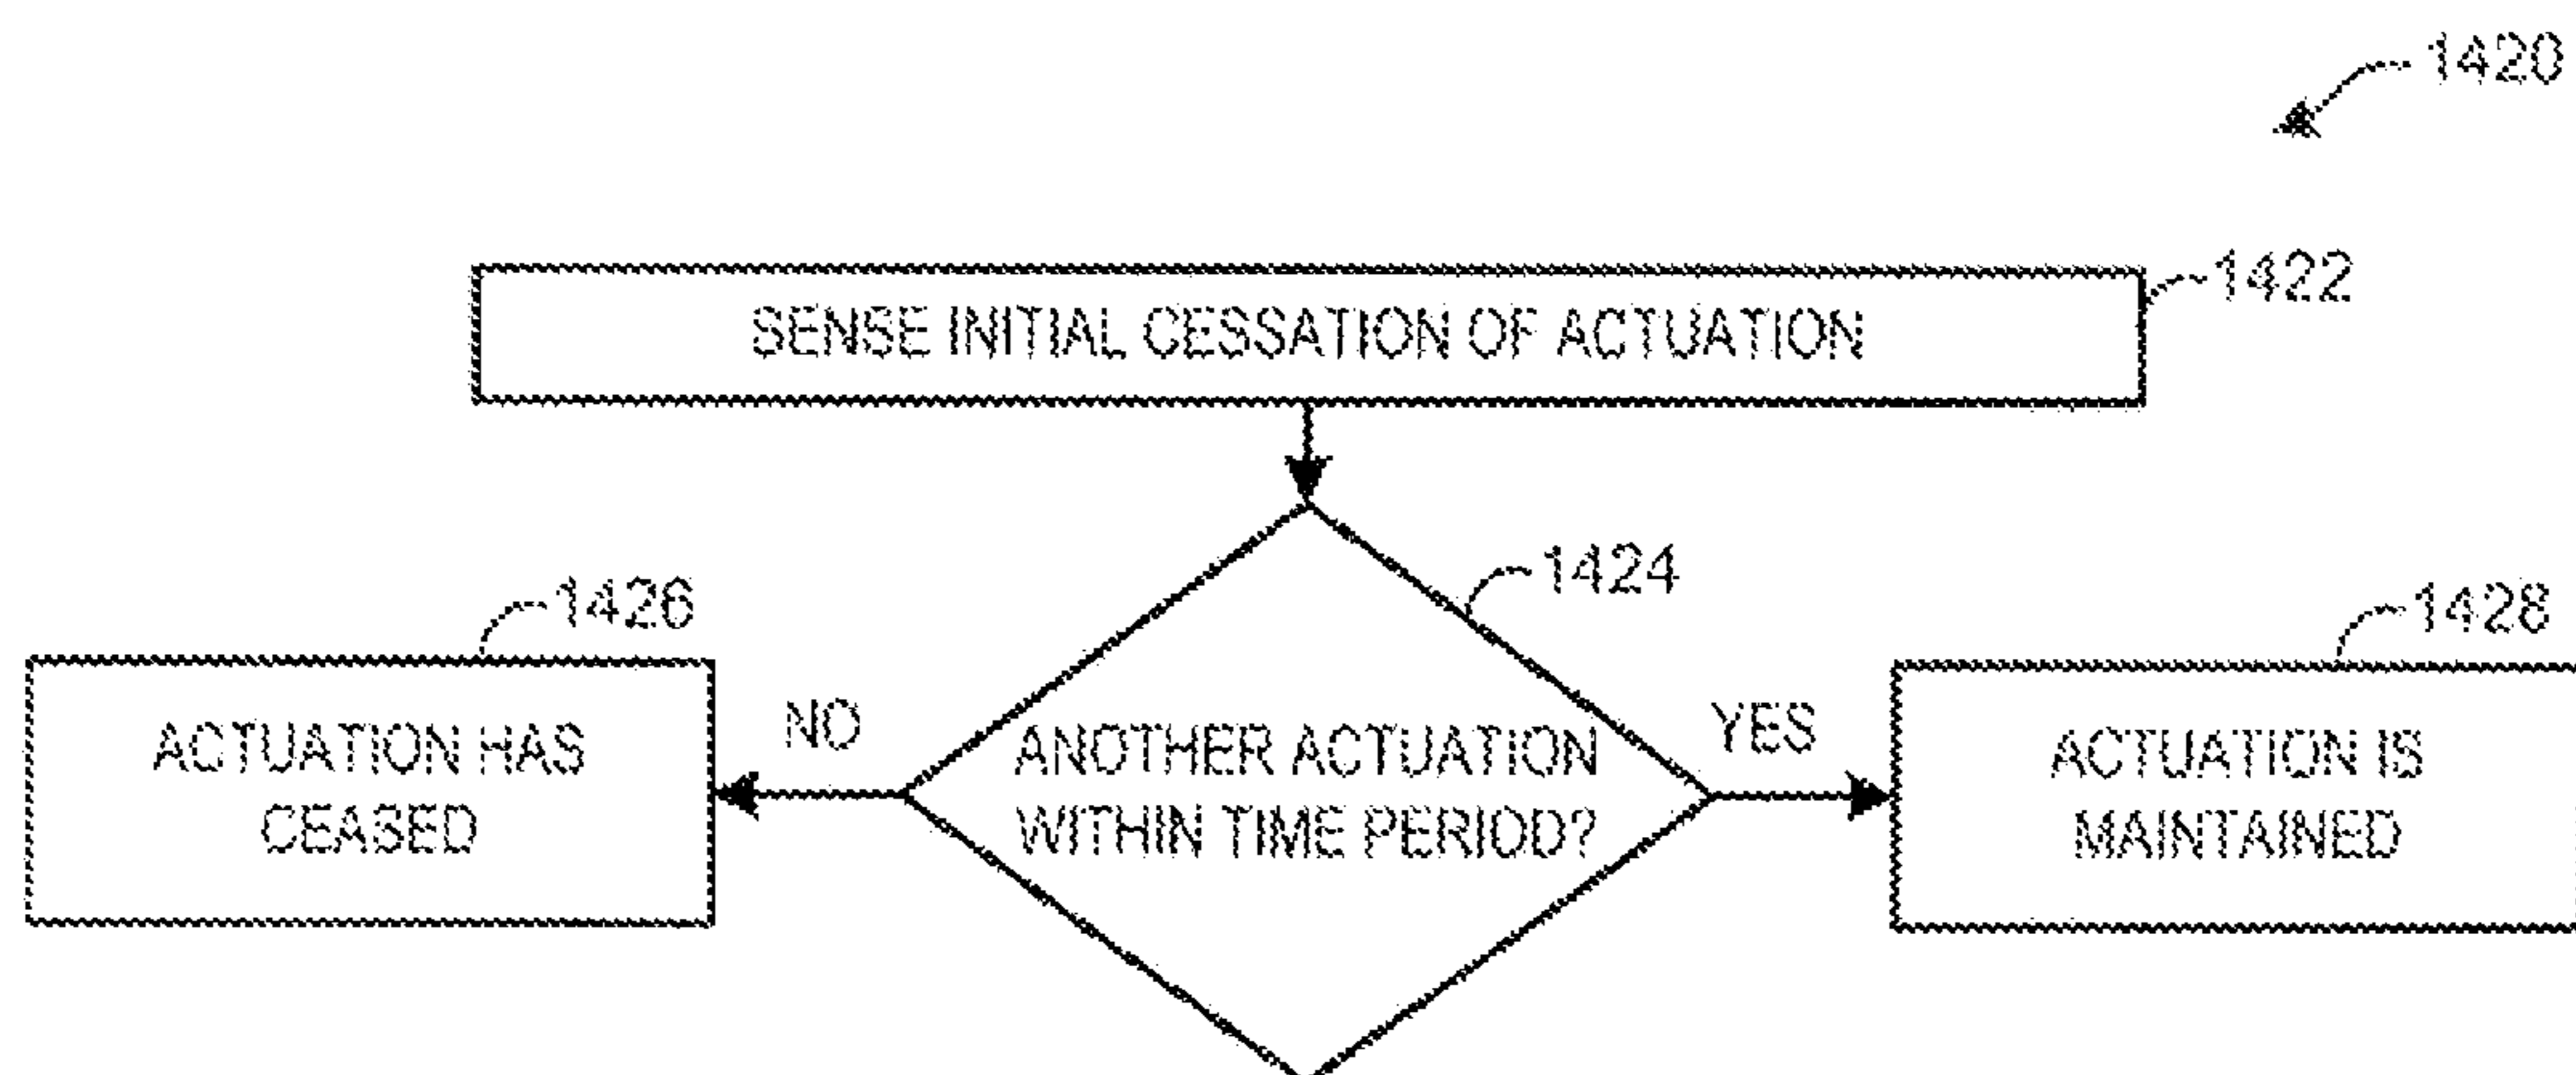 1420
1422
SENSE INITIAL CESSATION OF ACTUATION
1424
1426
1428
ACTUATION HAS
CEASED
NO
ANOTHER ACTUATION
WITHIN TIME PERIOD?
YES
ACTUATION IS
MAINTAINED